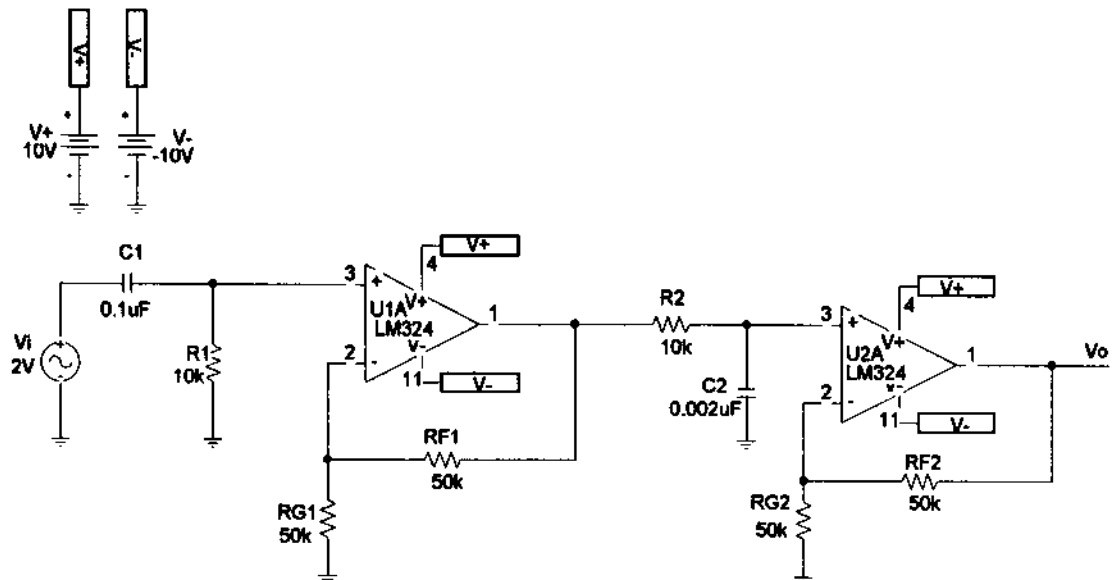 V+
V-
V+
10V
V-
-10V
C1
0.1uF
Vi
2V
R1
10k
3
2
U1A
LM324
V+
V-
4
11
V+
V-
1
RF1
50k
RG1
50k
R2
10k
C2
0.002uF
3
2
U2A
LM324
V+
V-
4
11
V+
V-
1
Vo
RF2
50k
RG2
50k